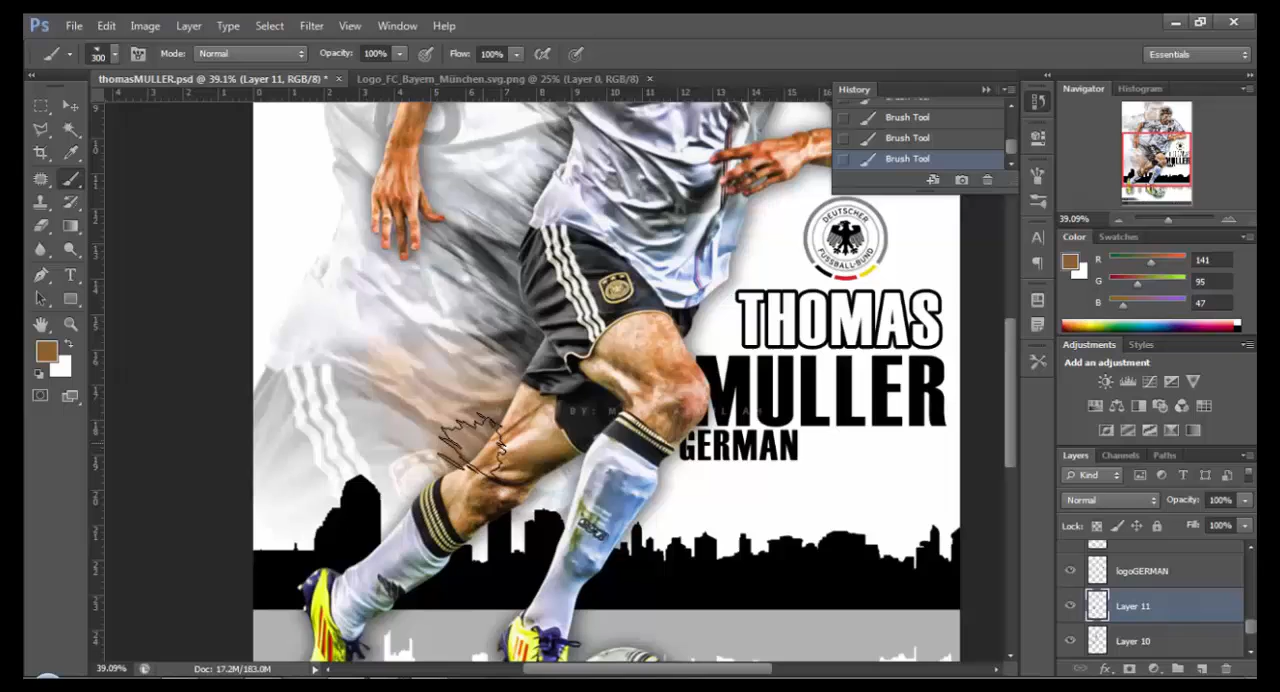 Ps File Edit Image Layer Type Select Filter View Window Help
300 Mode: Normal Opacity: 100% Flow: 100% Essentials
thomasMULLER.psd @ 39.1% (Layer 11, RGB/8) * × Logo_FC_Bayern_München.svg.png @ 25% (Layer 0, RGB/8) ×
History
Brush Tool
Brush Tool
Brush Tool
Navigator Histogram
39.09%
Color Swatches
R 141
G 95
B 47
Adjustments Styles
Add an adjustment
Layers Channels Paths
Kind
Normal Opacity: 100%
Lock: Fill: 100%
logoGERMAN
Layer 11
Layer 10
DEUTSCHER
FUSSBALL-BUND
THOMAS
MULLER
GERMAN
39.09% Doc: 17.2M/183.0M